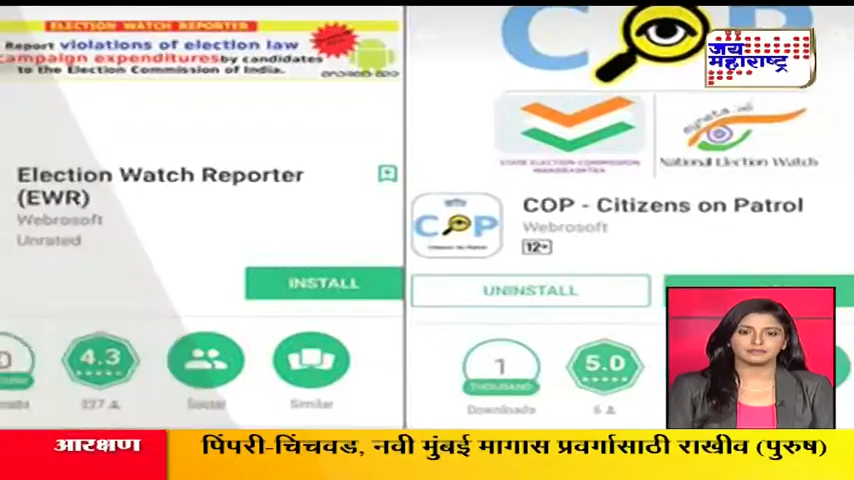 ELECTION WATCH REPORTER
Report violations of election law
campaign expenditures by candidates
to the Election Commission of India.
Election Watch Reporter
(EWR)
Webrosoft
Unrated
INSTALL
4.3
Social
Similar
COP
जय
महाराष्ट्र
STATE ELECTION COMMISSION
MAHARASHTRA
National Election Watch
COP
Citizens on Patrol
COP - Citizens on Patrol
Webrosoft
12+
UNINSTALL
1
THOUSAND
Downloads
5.0
6
आरक्षण
पिंपरी-चिंचवड, नवी मुंबई मागास प्रवर्गासाठी राखीव (पुरुष)